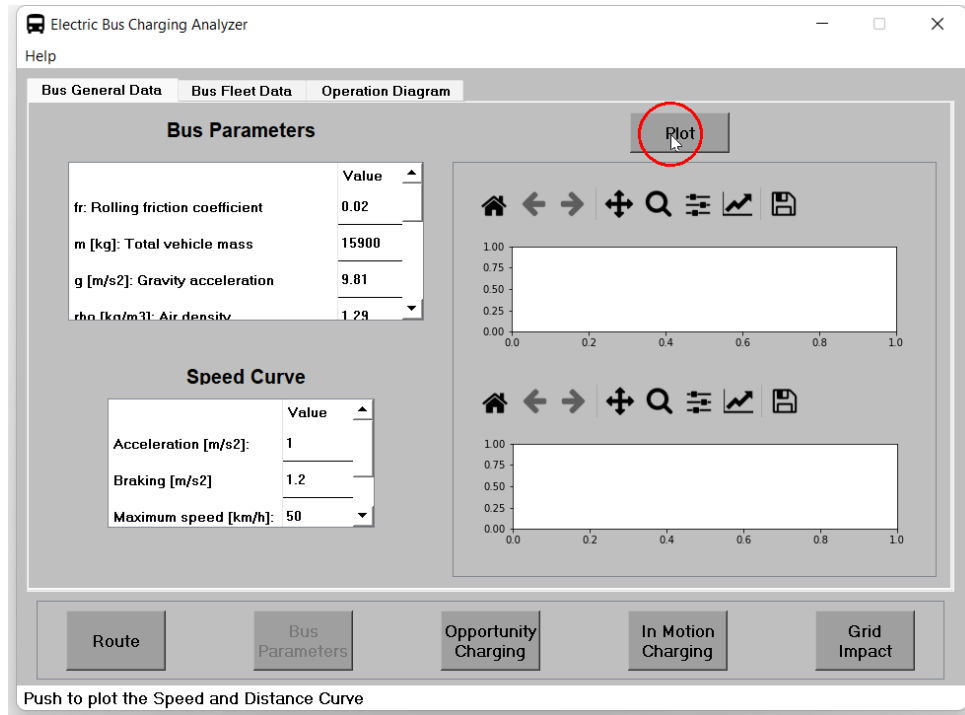 Electric Bus Charging Analyzer
Help
Bus General Data Bus Fleet Data Operation Diagram
Bus Parameters
Plot
Value
fr: Rolling friction coefficient 0.02
m [kg]: Total vehicle mass 15900
g [m/s2]: Gravity acceleration 9.81
rho [kg/m3]: Air density 1.29
1.00
0.75
0.50
0.25
0.00
0.0 0.2 0.4 0.6 0.8 1.0
Speed Curve
Value
Acceleration [m/s2]: 1
Braking [m/s2] 1.2
Maximum speed [km/h]: 50
1.00
0.75
0.50
0.25
0.00
0.0 0.2 0.4 0.6 0.8 1.0
Route
Bus
Parameters
Opportunity
Charging
In Motion
Charging
Grid
Impact
Push to plot the Speed and Distance Curve